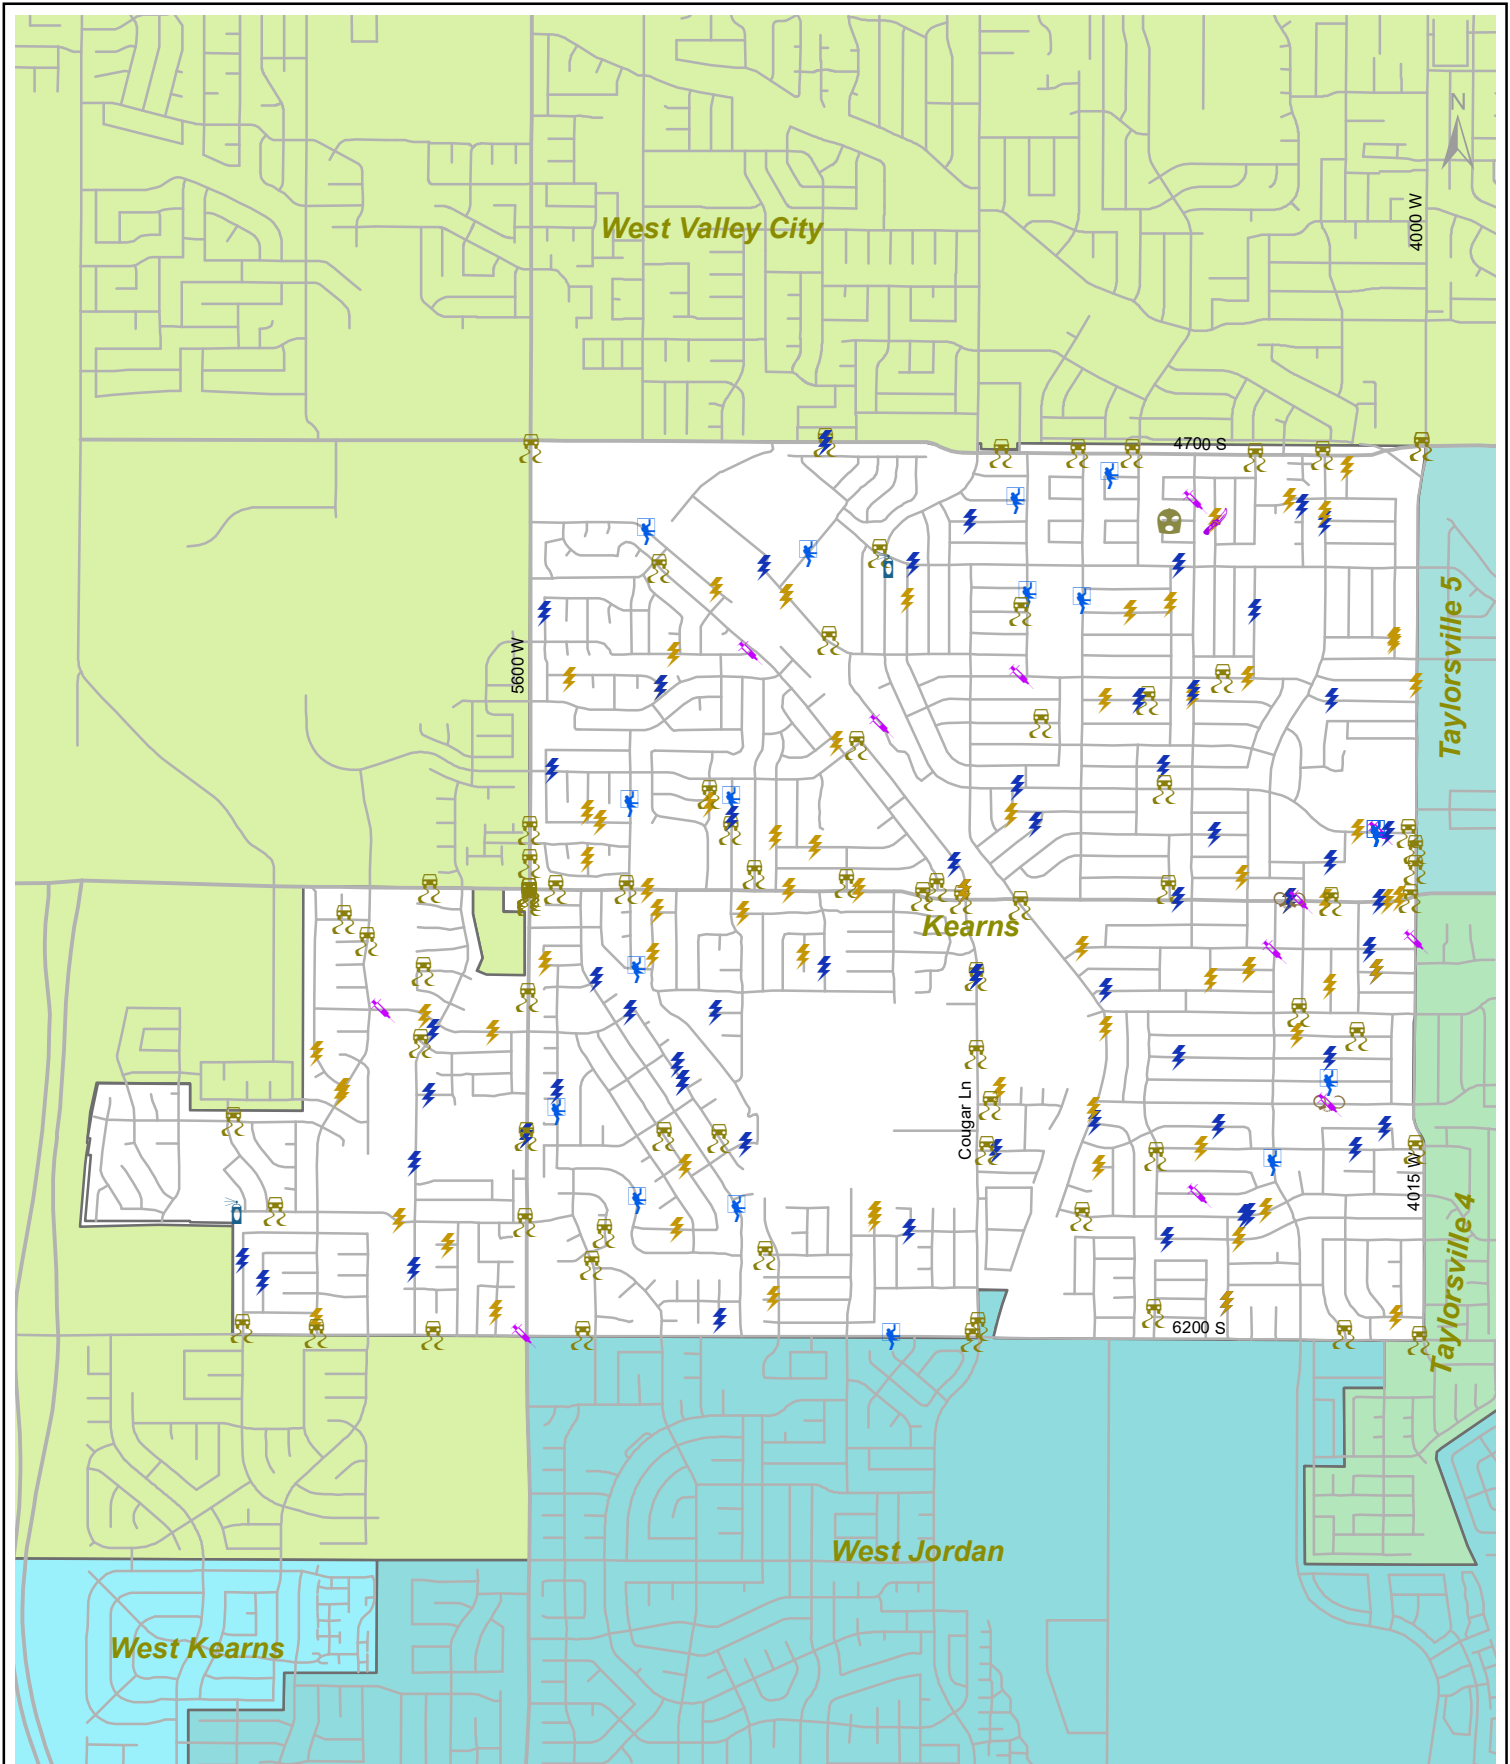 N
4000 W
West Valley City
4700 S
Taylorsville 5
5600 W
Kearns
Cougar Ln
4015 W
Taylorsville 4
6200 S
West Jordan
West Kearns